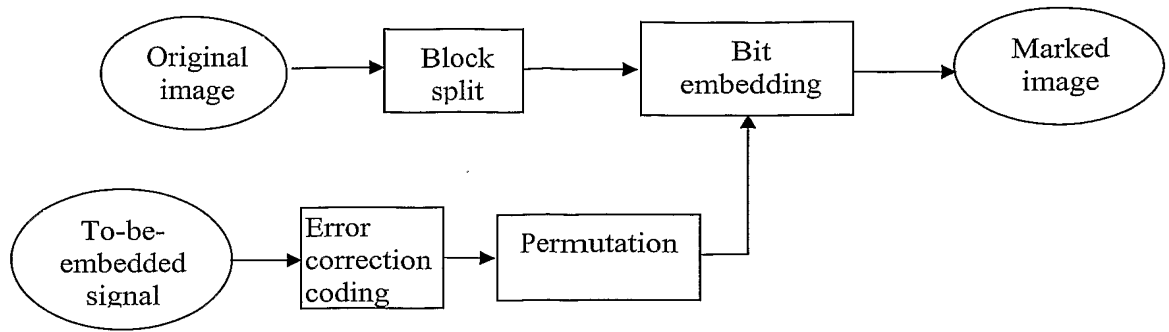 Original
image
Block
split
Bit
embedding
Marked
image
To-be-
embedded
signal
Error
correction
coding
Permutation